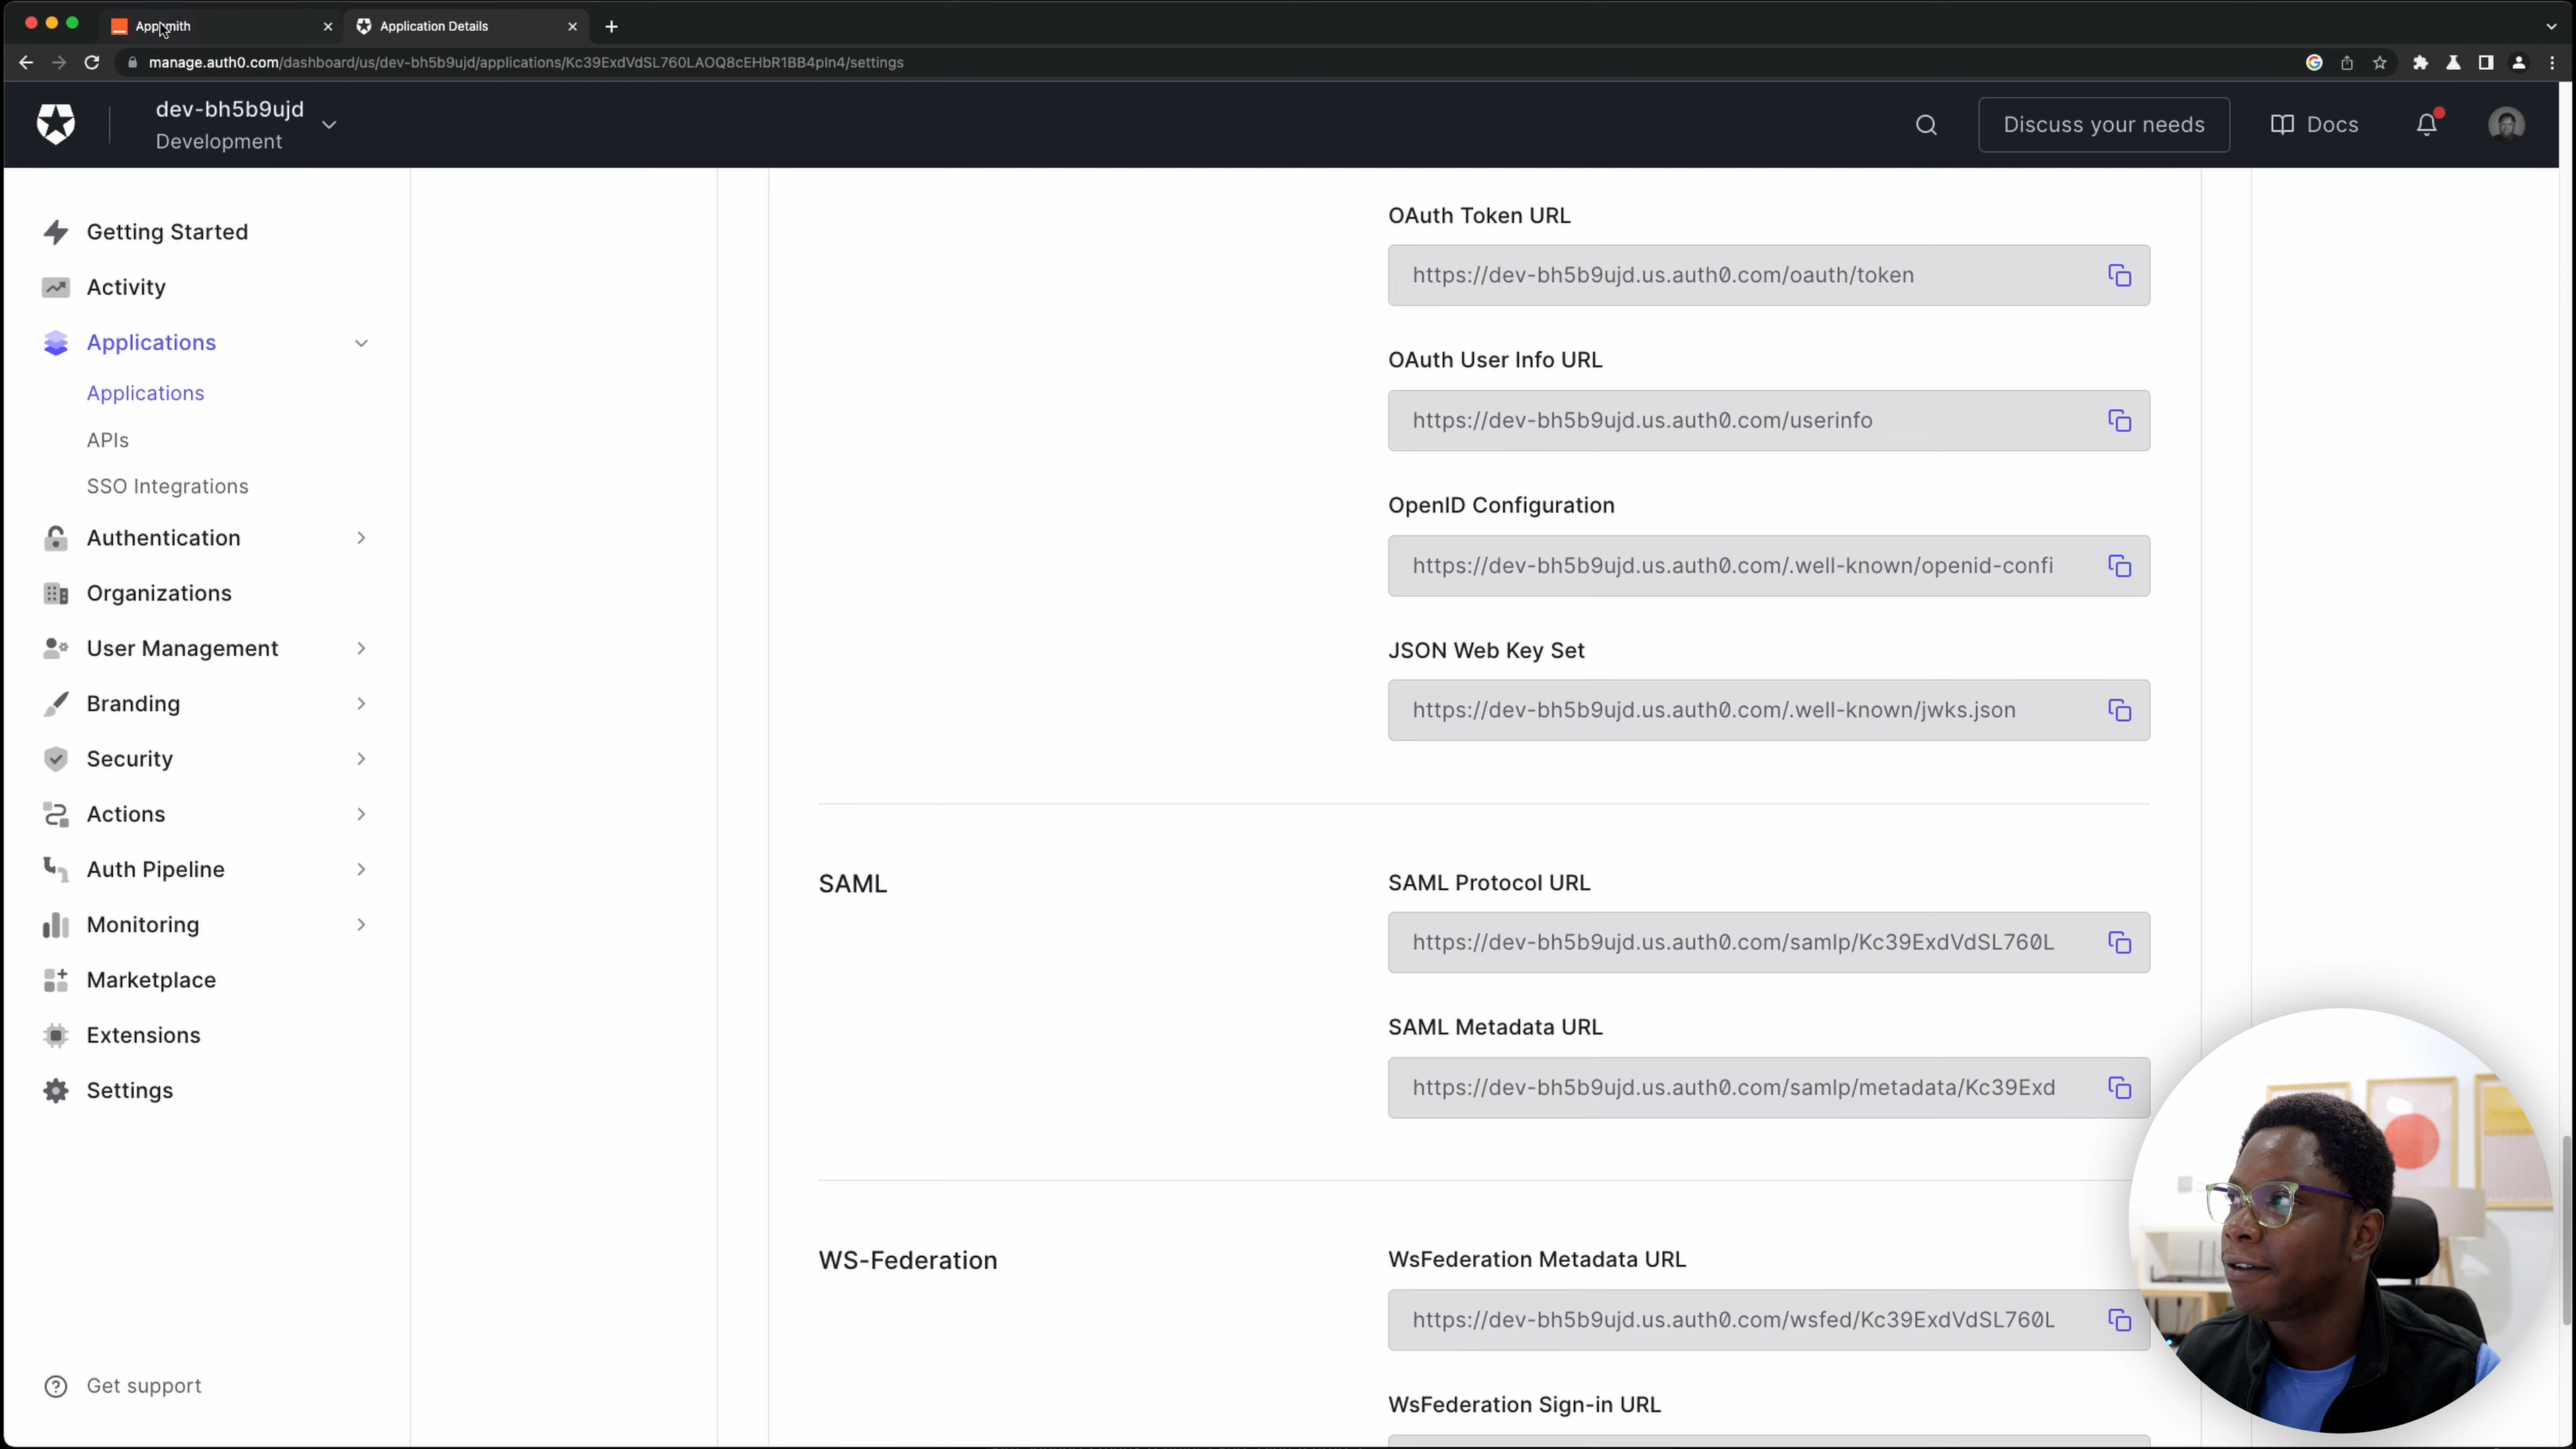 Appsmith
Application Details
manage.auth0.com/dashboard/us/dev-bh5b9ujd/applications/Kc39ExdVdSL760LAOQ8cEHbR1BB4pln4/settings
dev-bh5b9ujd
Development
Discuss your needs
Docs
Getting Started
Activity
Applications
Applications
APIs
SSO Integrations
Authentication
Organizations
User Management
Branding
Security
Actions
Auth Pipeline
Monitoring
Marketplace
Extensions
Settings
Get support
OAuth Token URL
https://dev-bh5b9ujd.us.auth0.com/oauth/token
OAuth User Info URL
https://dev-bh5b9ujd.us.auth0.com/userinfo
OpenID Configuration
https://dev-bh5b9ujd.us.auth0.com/.well-known/openid-confi
JSON Web Key Set
https://dev-bh5b9ujd.us.auth0.com/.well-known/jwks.json
SAML
SAML Protocol URL
https://dev-bh5b9ujd.us.auth0.com/samlp/Kc39ExdVdSL760L
SAML Metadata URL
https://dev-bh5b9ujd.us.auth0.com/samlp/metadata/Kc39Exd
WS-Federation
WsFederation Metadata URL
https://dev-bh5b9ujd.us.auth0.com/wsfed/Kc39ExdVdSL760L
WsFederation Sign-in URL